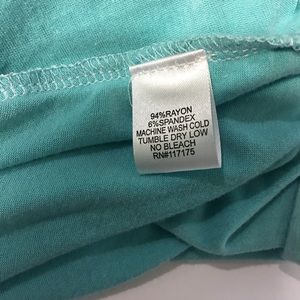 94%RAYON
6%SPANDEX
MACHINE WASH COLD
TUMBLE DRY LOW
NO BLEACH
RN#117175